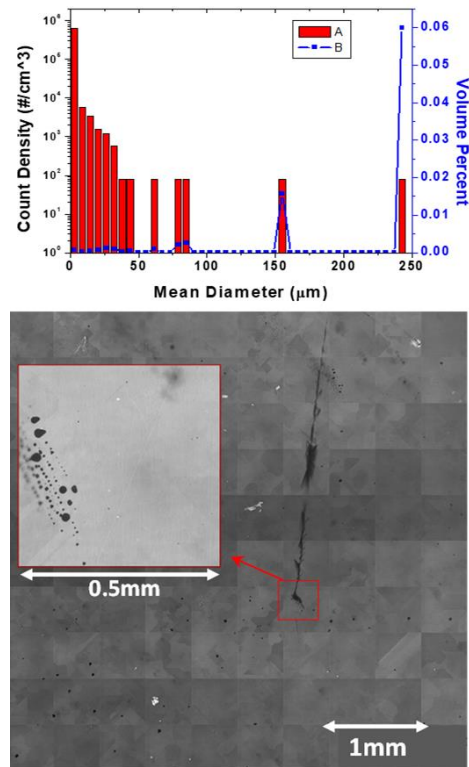 10^6
10^5
10^4
10^3
10^2
10^1
10^0
Count Density (#/cm^3)
A
B
0.06
0.05
0.04
0.03
0.02
0.01
0.00
Volume Percent
0 50 100 150 200 250
Mean Diameter (μm)
0.5mm
1mm